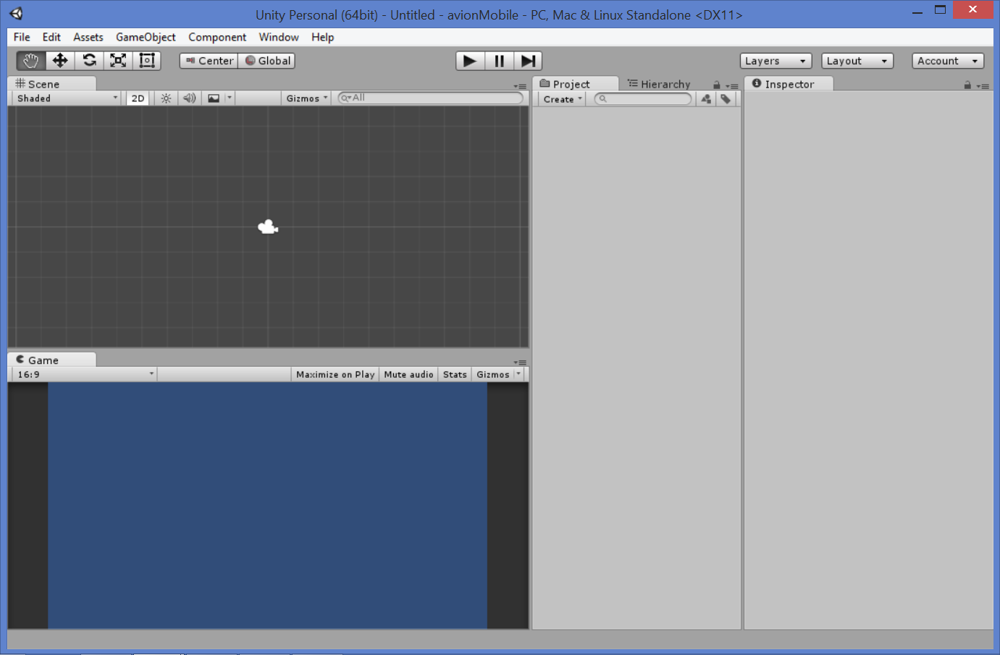 Unity Personal (64bit) - Untitled - avionMobile - PC, Mac & Linux Standalone <DX11>
File Edit Assets GameObject Component Window Help
Center Global Layers Layout Account
Scene
Shaded 2D Gizmos All
Project Hierarchy
Create
Inspector
Game
16:9 Maximize on Play Mute audio Stats Gizmos